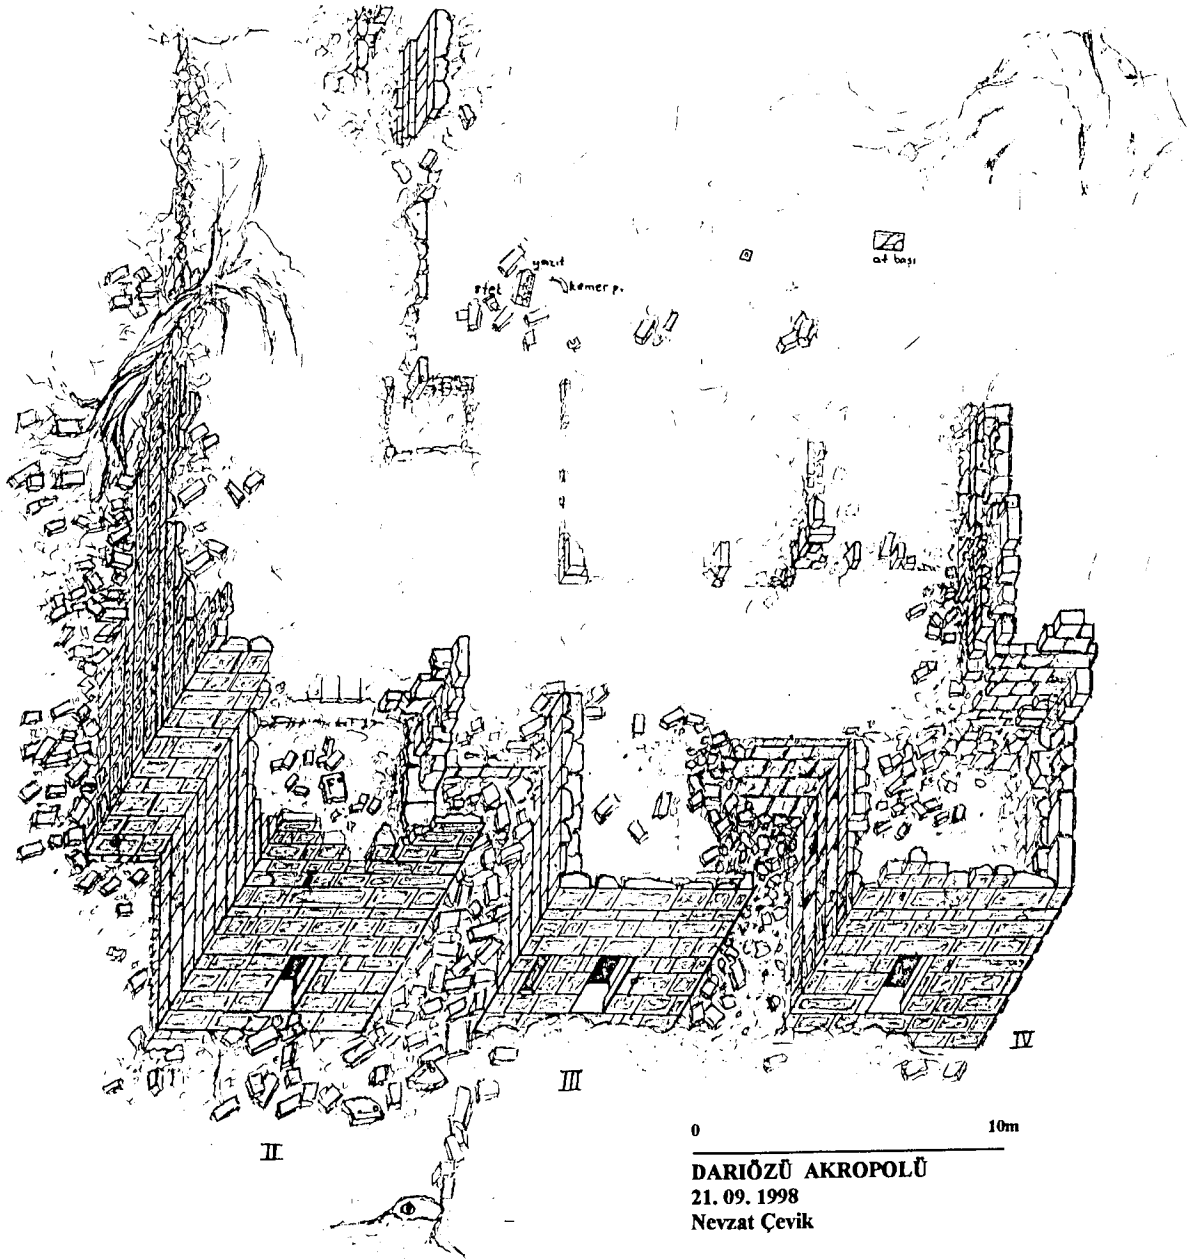 yazıt
stel
kemer p.
at başı
IV
III
II
0 10m
DARIÖZÜ AKROPOLÜ
21. 09. 1998
Nevzat Çevik